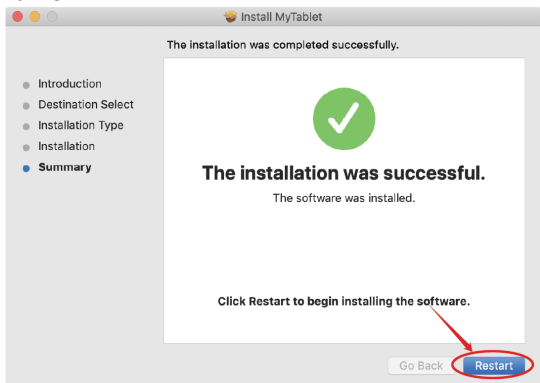 Install MyTablet
The installation was completed successfully.
Introduction
Destination Select
Installation Type
Installation
Summary
The installation was successful.
The software was installed.
Click Restart to begin installing the software.
Go Back
Restart